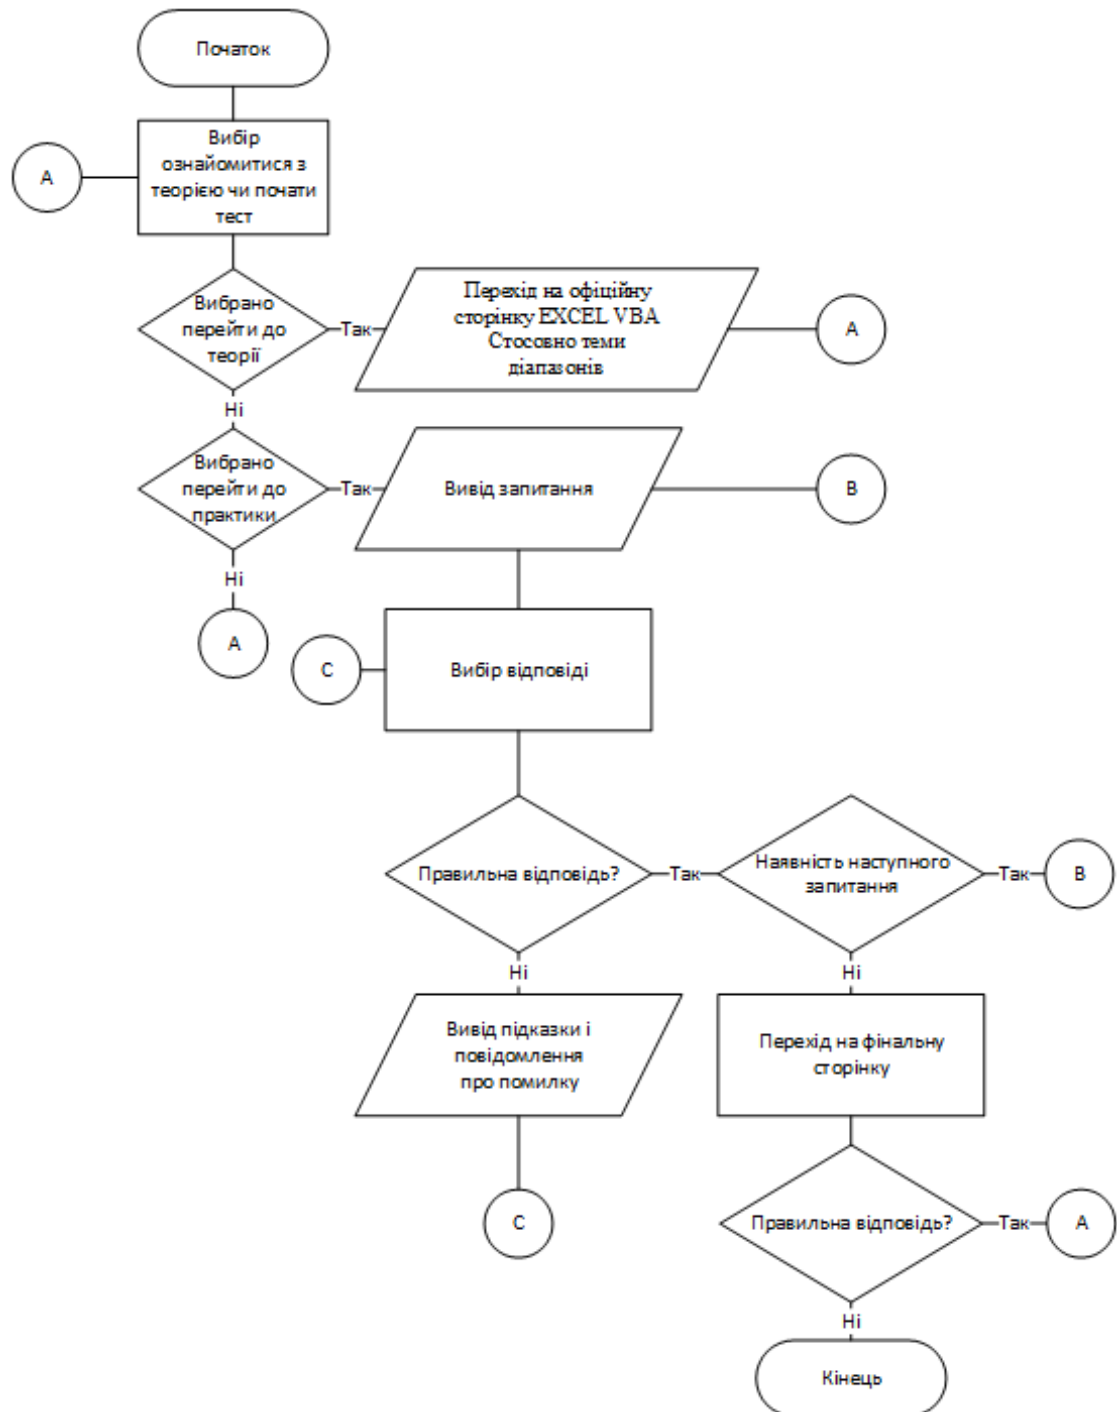 Початок
Вибір
ознайомитися з
теорією чи почати
тест
A
Вибрано
перейти до
теорії
Так
Перехід на офіційну
сторінку EXCEL VBA
Стосовно теми
діапазонів
A
Ні
Вибрано
перейти до
практики
Так
Вивід запитання
B
Ні
A
C
Вибір відповіді
Правильна відповідь?
Так
Наявність наступного
запитання
Так
B
Ні
Ні
Вивід підказки і
повідомлення
про помилку
Перехід на фінальну
сторінку
C
Правильна відповідь?
Так
A
Ні
Кінець